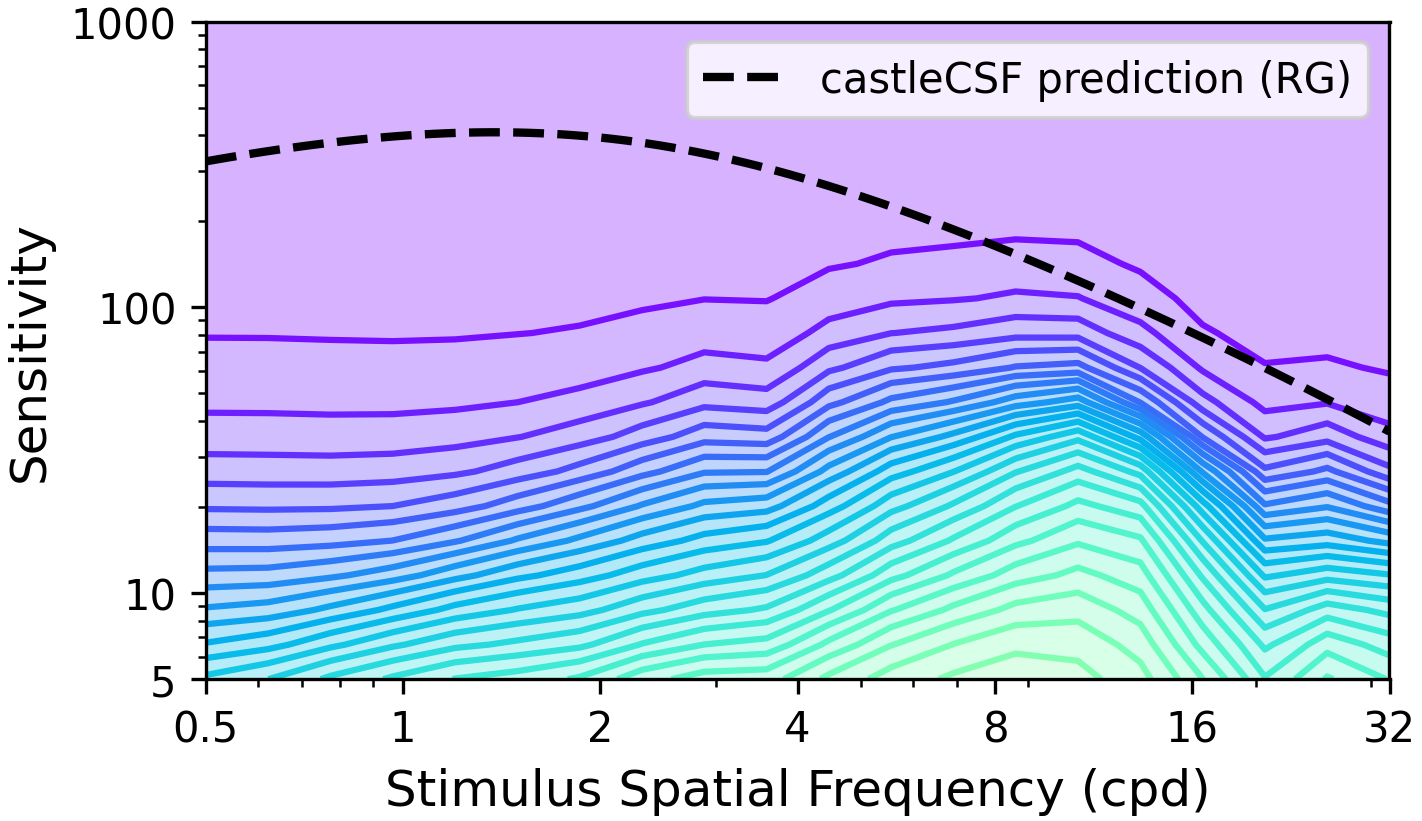 1000
100
10
5
Sensitivity
castleCSF prediction (RG)
0.5 1 2 4 8 16 32
Stimulus Spatial Frequency (cpd)